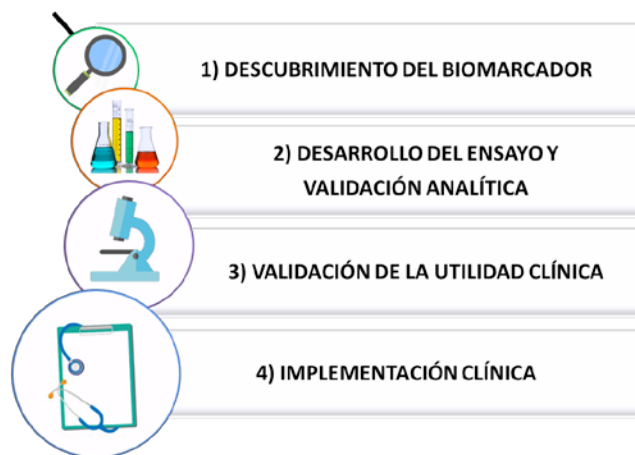 1) DESCUBRIMIENTO DEL BIOMARCADOR
2) DESARROLLO DEL ENSAYO Y
VALIDACIÓN ANALÍTICA
3) VALIDACIÓN DE LA UTILIDAD CLÍNICA
4) IMPLEMENTACIÓN CLÍNICA